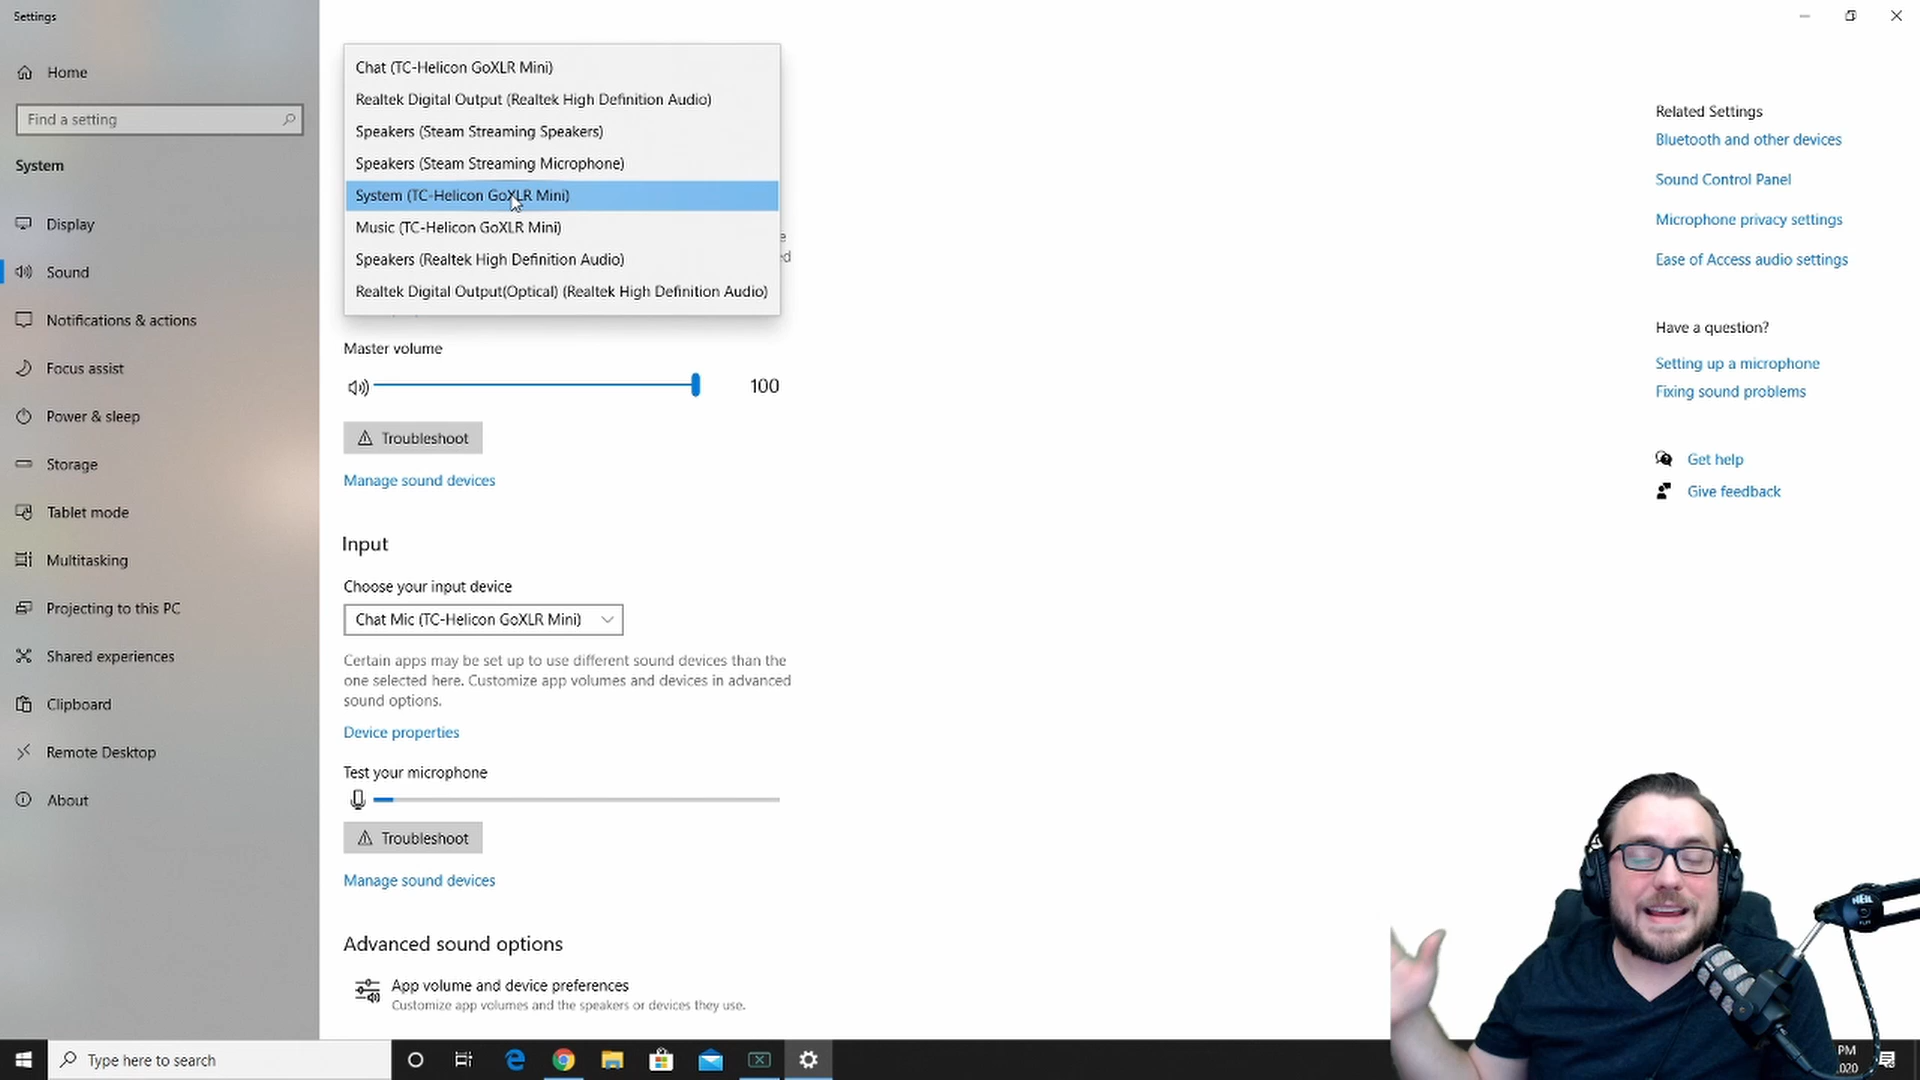 Settings
Home
Find a setting
System
Display
Sound
Notifications & actions
Focus assist
Power & sleep
Storage
Tablet mode
Multitasking
Projecting to this PC
Shared experiences
Clipboard
Remote Desktop
About
Chat (TC-Helicon GoXLR Mini)
Realtek Digital Output (Realtek High Definition Audio)
Speakers (Steam Streaming Speakers)
Speakers (Steam Streaming Microphone)
System (TC-Helicon GoXLR Mini)
Music (TC-Helicon GoXLR Mini)
Speakers (Realtek High Definition Audio)
Realtek Digital Output(Optical) (Realtek High Definition Audio)
Master volume
100
Troubleshoot
Manage sound devices
Input
Choose your input device
Chat Mic (TC-Helicon GoXLR Mini)
Certain apps may be set up to use different sound devices than the
one selected here. Customize app volumes and devices in advanced
sound options.
Device properties
Test your microphone
Troubleshoot
Manage sound devices
Advanced sound options
App volume and device preferences
Customize app volumes and the speakers or devices they use.
Related Settings
Bluetooth and other devices
Sound Control Panel
Microphone privacy settings
Ease of Access audio settings
Have a question?
Setting up a microphone
Fixing sound problems
Get help
Give feedback
HEIL
Type here to search
PM
020